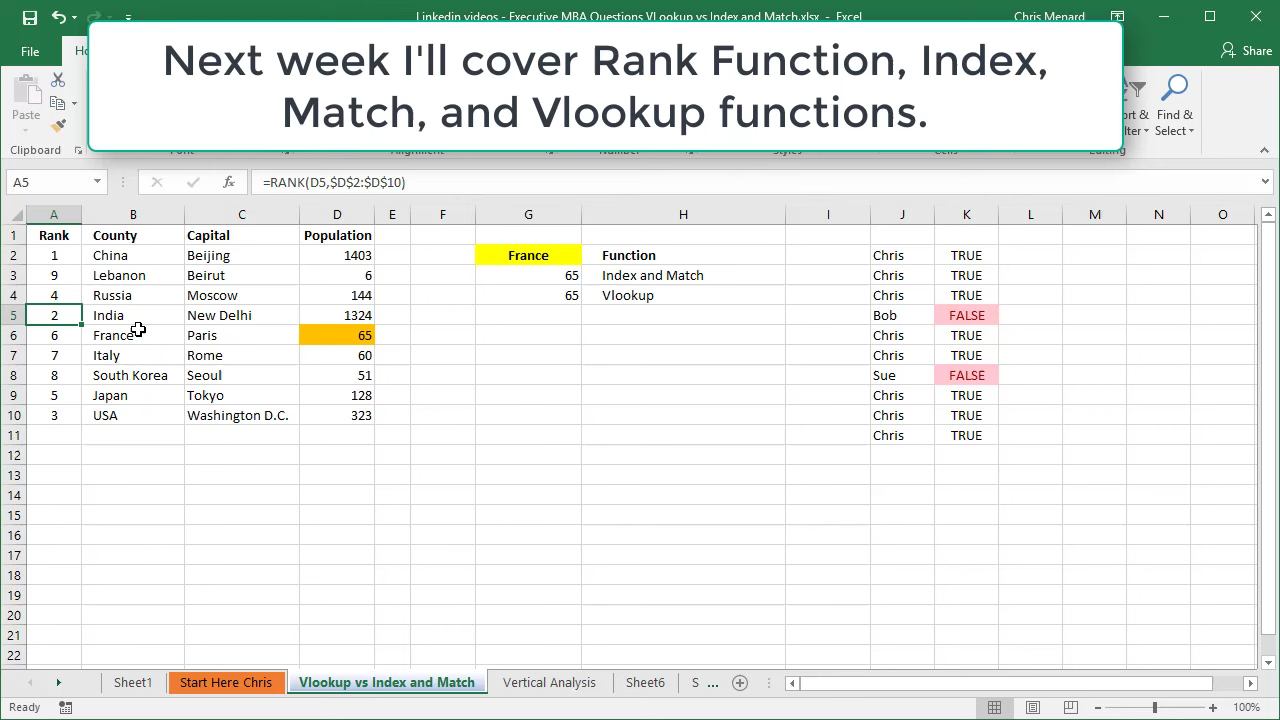 Linkedin videos - Executive MBA Questions VLookup vs Index and Match.xlsx - Excel
Chris Menard
File
Share
Next week I'll cover Rank Function, Index,
Match, and Vlookup functions.
Paste
Find &
Select
Clipboard
Editing
A5 =RANK(D5,$D$2:$D$10)
A B C D E F G H I J K L M N O
1 Rank County Capital Population
2 1 China Beijing 1403 France Function Chris TRUE
3 9 Lebanon Beirut 6 65 Index and Match Chris TRUE
4 4 Russia Moscow 144 65 Vlookup Chris TRUE
5 2 India New Delhi 1324 Bob FALSE
6 6 France Paris 65 Chris TRUE
7 7 Italy Rome 60 Chris TRUE
8 8 South Korea Seoul 51 Sue FALSE
9 5 Japan Tokyo 128 Chris TRUE
10 3 USA Washington D.C. 323 Chris TRUE
11 Chris TRUE
12
13
14
15
16
17
18
19
20
21
22
Sheet1 Start Here Chris Vlookup vs Index and Match Vertical Analysis Sheet6 S ...
Ready 100%